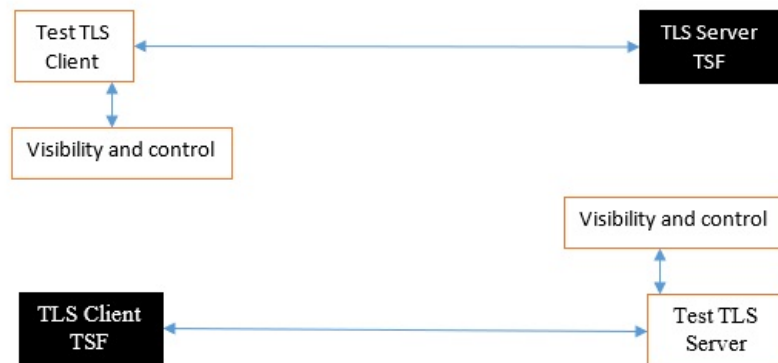 Test TLS
Client
TLS Server
TSF
Visibility and control
Visibility and control
TLS Client
TSF
Test TLS
Server